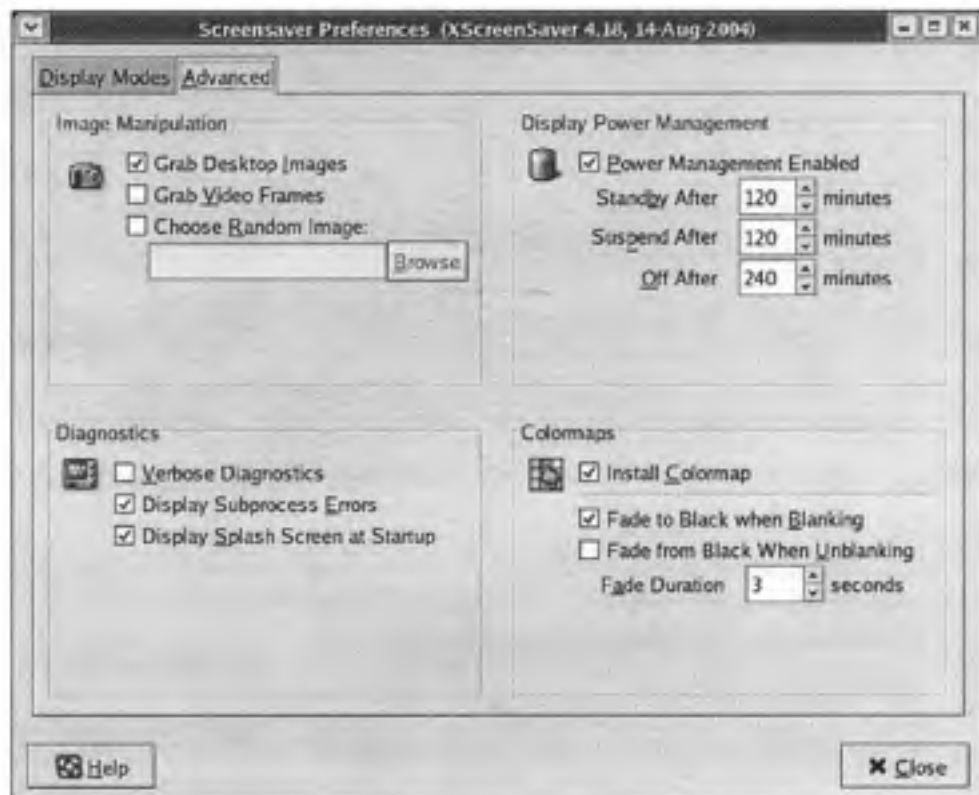 Screensaver Preferences (XScreenSaver 4.18, 14-Aug-2004)
Display Modes
Advanced
Image Manipulation
Grab Desktop Images
Grab Video Frames
Choose Random Image:
Browse
Display Power Management
Power Management Enabled
Standby After 120 minutes
Suspend After 120 minutes
Off After 240 minutes
Diagnostics
Verbose Diagnostics
Display Subprocess Errors
Display Splash Screen at Startup
Colormaps
Install Colormap
Fade to Black when Blanking
Fade from Black When Unblanking
Fade Duration 3 seconds
Help
Close